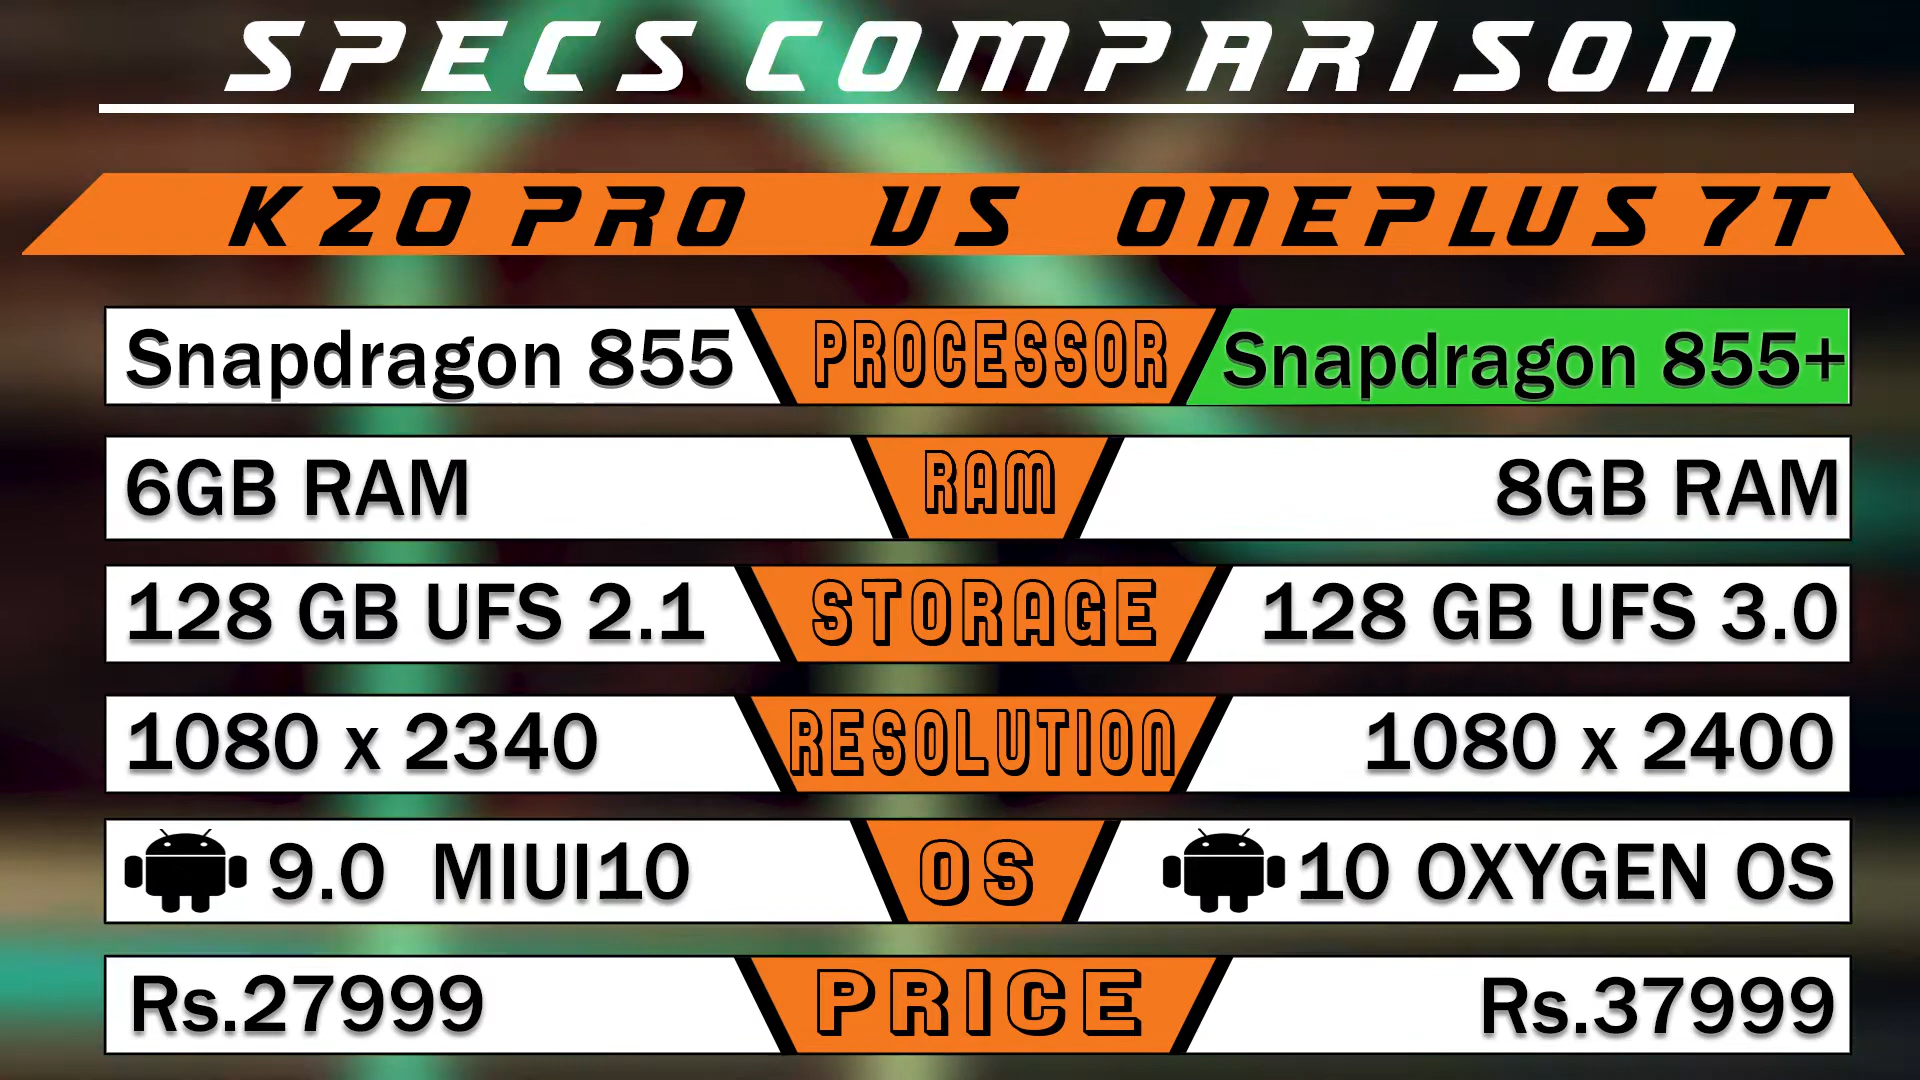 SPECS COMPARISON
K20 PRO VS ONEPLUS 7T
Snapdragon 855 PROCESSOR Snapdragon 855+
6GB RAM RAM 8GB RAM
128 GB UFS 2.1 STORAGE 128 GB UFS 3.0
1080 x 2340 RESOLUTION 1080 x 2400
9.0 MIUI10 OS 10 OXYGEN OS
Rs.27999 PRICE Rs.37999